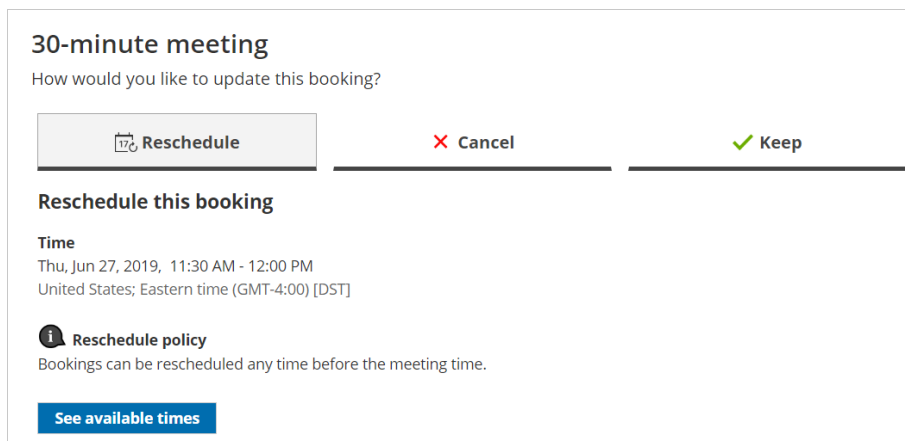 30-minute meeting
How would you like to update this booking?
17 Reschedule
Cancel
Keep
Reschedule this booking
Time
Thu, Jun 27, 2019, 11:30 AM - 12:00 PM
United States; Eastern time (GMT-4:00) [DST]
i Reschedule policy
Bookings can be rescheduled any time before the meeting time.
See available times